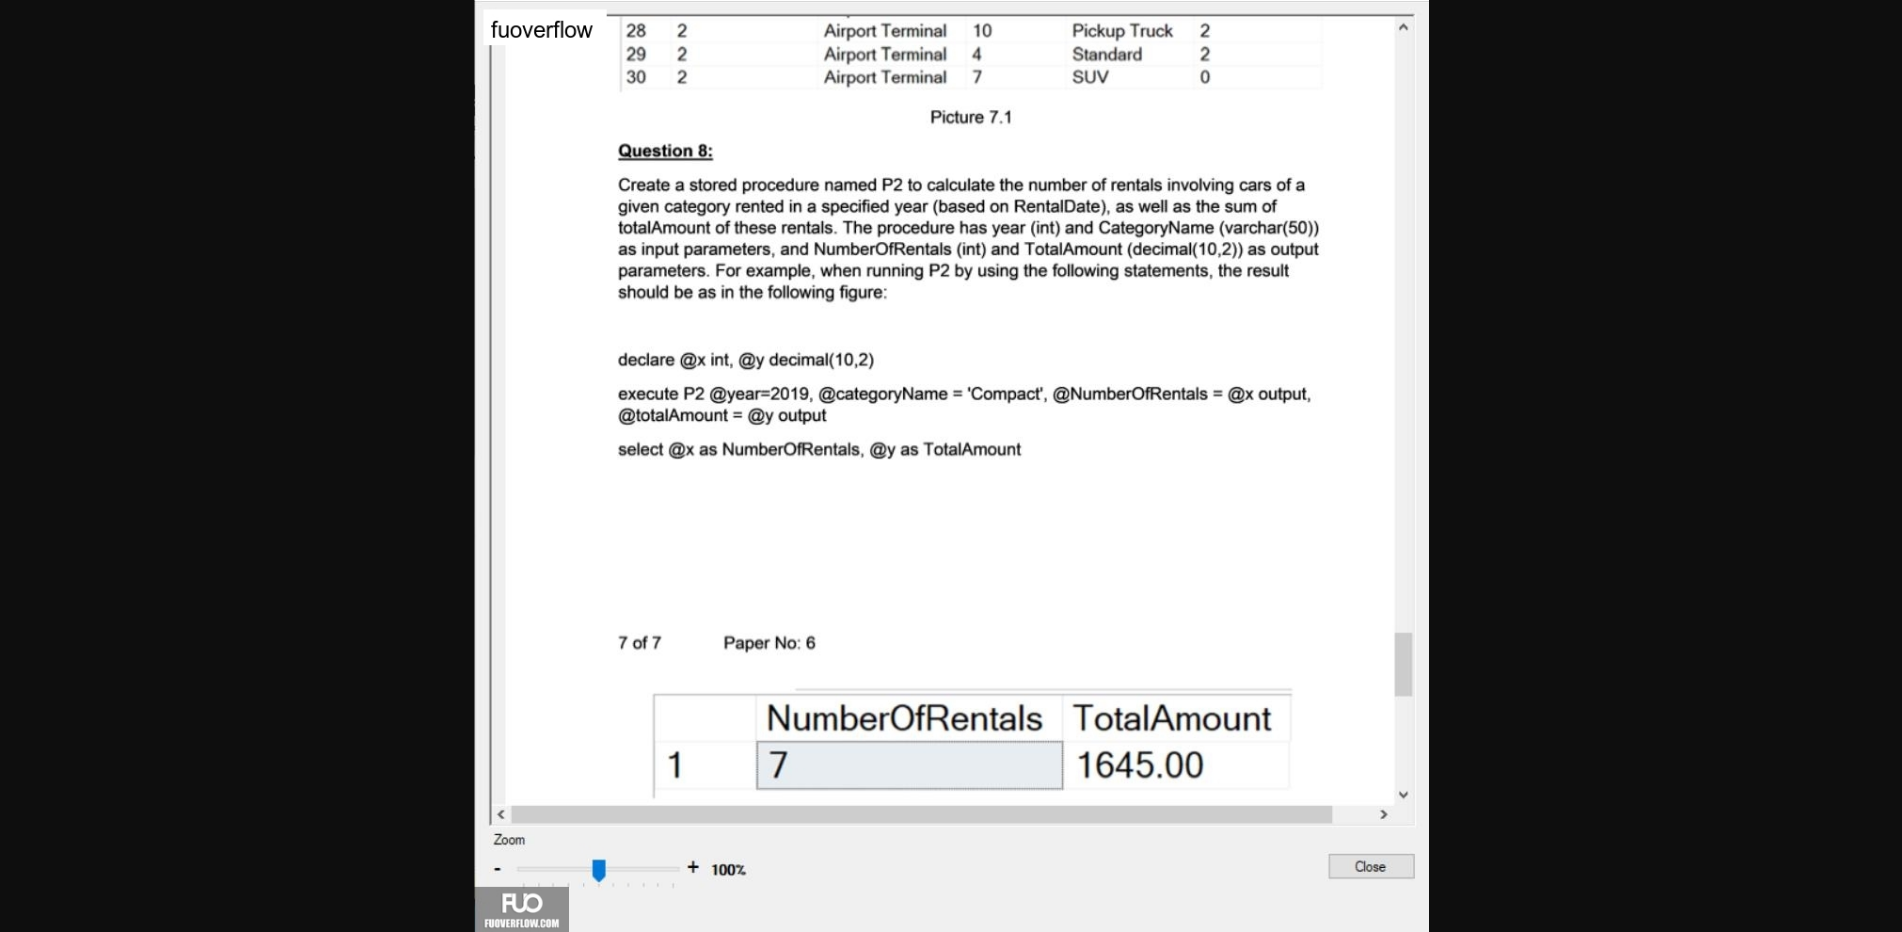 fuoverflow
28 2 Airport Terminal 10 Pickup Truck 2
29 2 Airport Terminal 4 Standard 2
30 2 Airport Terminal 7 SUV 0
Picture 7.1
Question 8:
Create a stored procedure named P2 to calculate the number of rentals involving cars of a
given category rented in a specified year (based on RentalDate), as well as the sum of
totalAmount of these rentals. The procedure has year (int) and CategoryName (varchar(50))
as input parameters, and NumberOfRentals (int) and TotalAmount (decimal(10,2)) as output
parameters. For example, when running P2 by using the following statements, the result
should be as in the following figure:
declare @x int, @y decimal(10,2)
execute P2 @year=2019, @categoryName = 'Compact', @NumberOfRentals = @x output,
@totalAmount = @y output
select @x as NumberOfRentals, @y as TotalAmount
7 of 7 Paper No: 6
NumberOfRentals TotalAmount
1 7 1645.00
Zoom
- + 100%
Close
FUO
FUOVERFLOW.COM